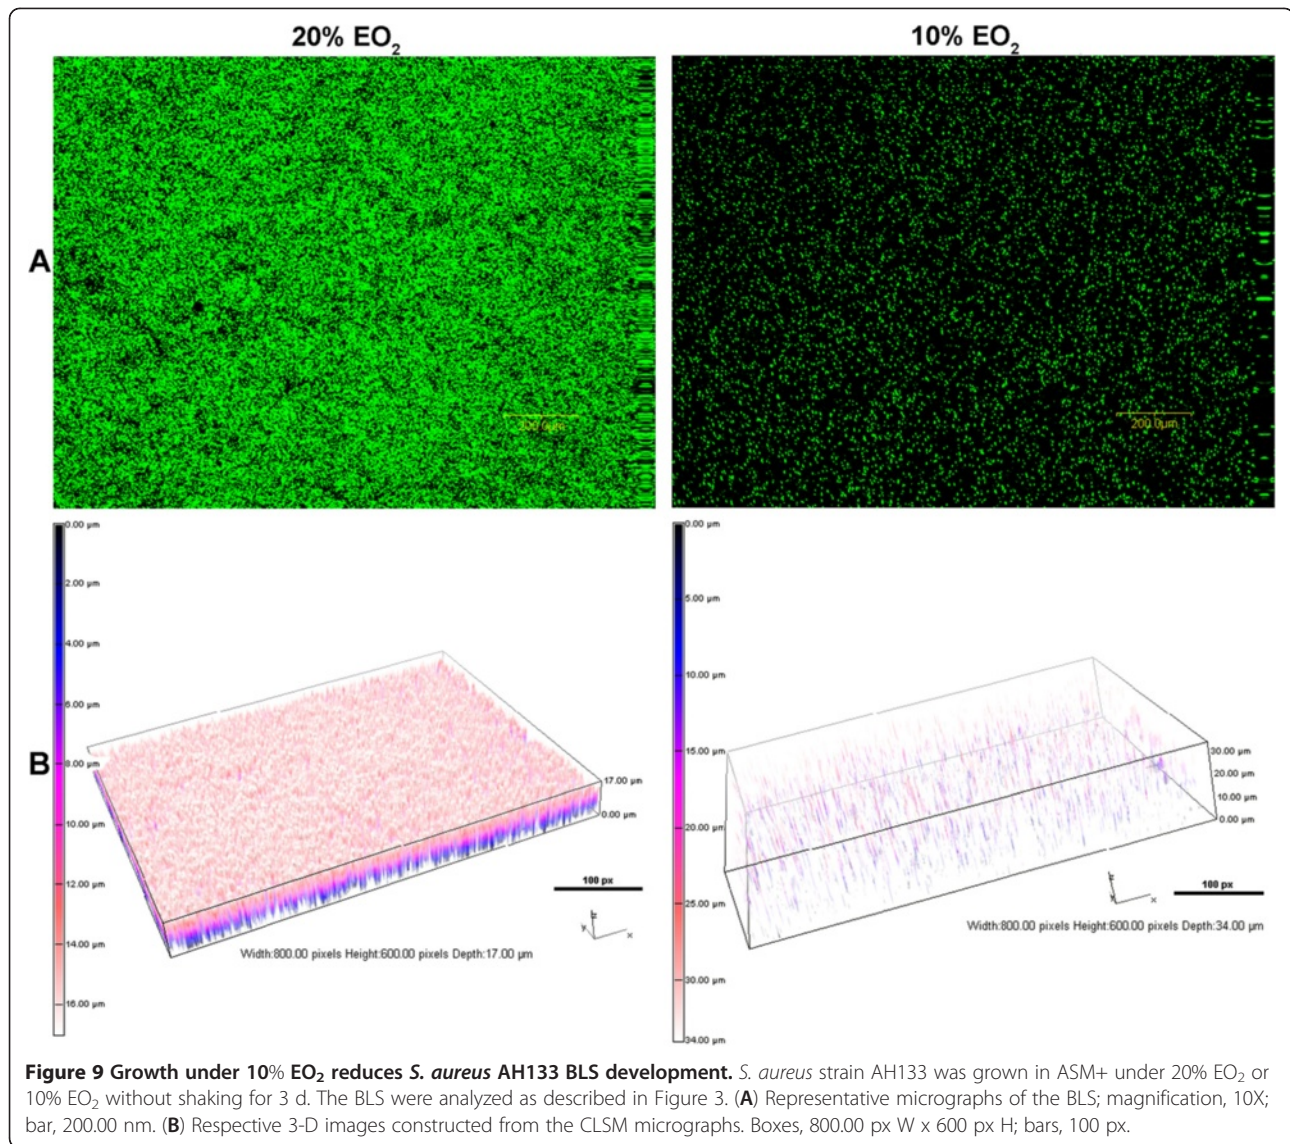 20% EO₂
10% EO₂
A
200.0µm
200.0µm
B
0.00 µm
2.00 µm
4.00 µm
6.00 µm
8.00 µm
10.00 µm
12.00 µm
14.00 µm
16.00 µm
17.00 µm
0.00 µm
100 px
z
y
x
Width:800.00 pixels Height:600.00 pixels Depth:17.00 µm
0.00 µm
5.00 µm
10.00 µm
15.00 µm
20.00 µm
25.00 µm
30.00 µm
34.00 µm
30.00 µm
20.00 µm
10.00 µm
0.00 µm
100 px
z
y
x
Width:800.00 pixels Height:600.00 pixels Depth:34.00 µm
Figure 9 Growth under 10% EO₂ reduces S. aureus AH133 BLS development. S. aureus strain AH133 was grown in ASM+ under 20% EO₂ or
10% EO₂ without shaking for 3 d. The BLS were analyzed as described in Figure 3. (A) Representative micrographs of the BLS; magnification, 10X;
bar, 200.00 nm. (B) Respective 3-D images constructed from the CLSM micrographs. Boxes, 800.00 px W x 600 px H; bars, 100 px.